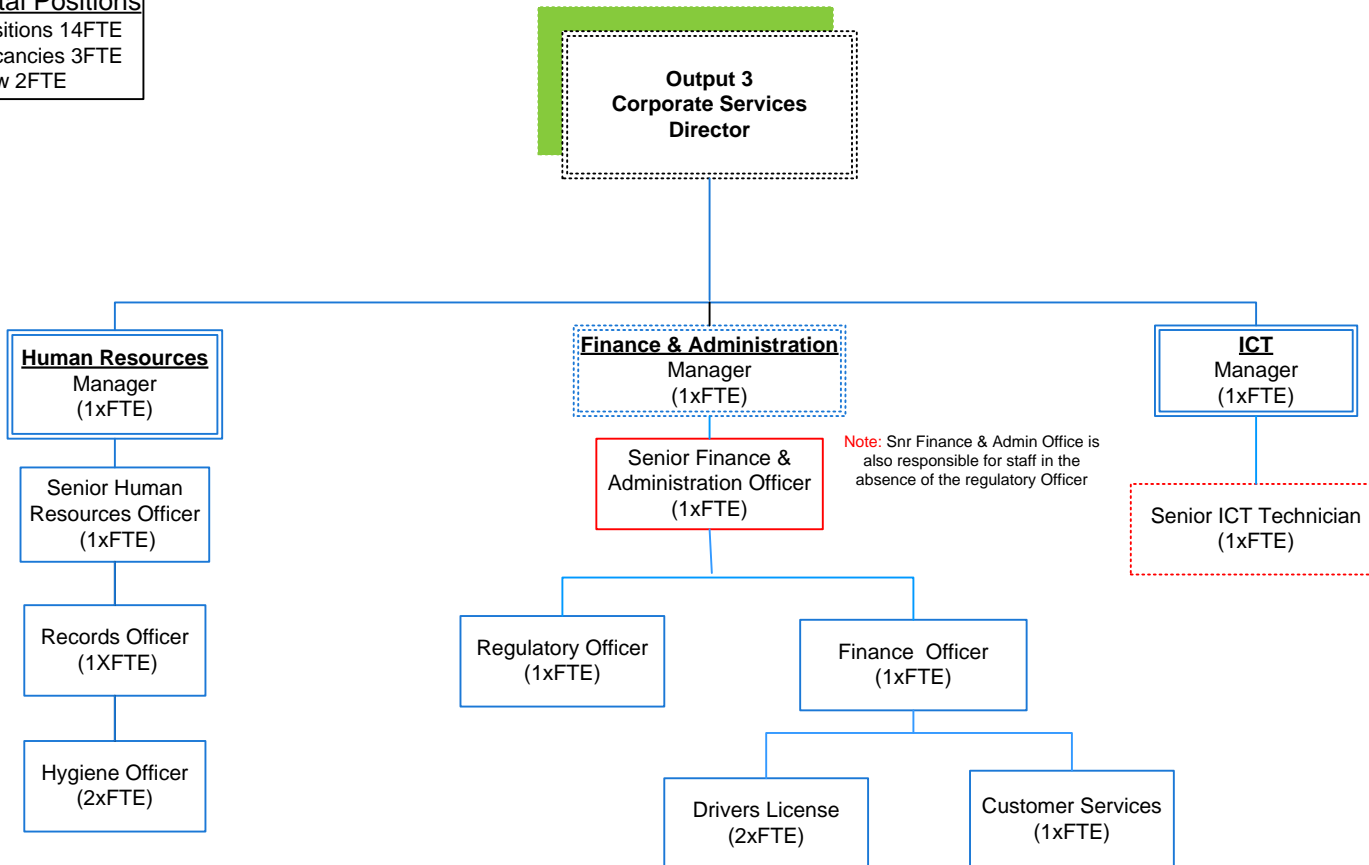 Positions
14FTE
3FTE
2FTE
Output 3
Corporate Services
Director
Human Resources
Manager
(1xFTE)
Finance & Administration
Manager
(1xFTE)
ICT
Manager
(1xFTE)
Senior Human
Resources Officer
(1xFTE)
Senior Finance &
Administration Officer
(1xFTE)
Note: Snr Finance & Admin Office is
also responsible for staff in the
absence of the regulatory Officer
Senior ICT Technician
(1xFTE)
Records Officer
(1XFTE)
Regulatory Officer
(1xFTE)
Finance Officer
(1xFTE)
Hygiene Officer
(2xFTE)
Drivers License
(2xFTE)
Customer Services
(1xFTE)